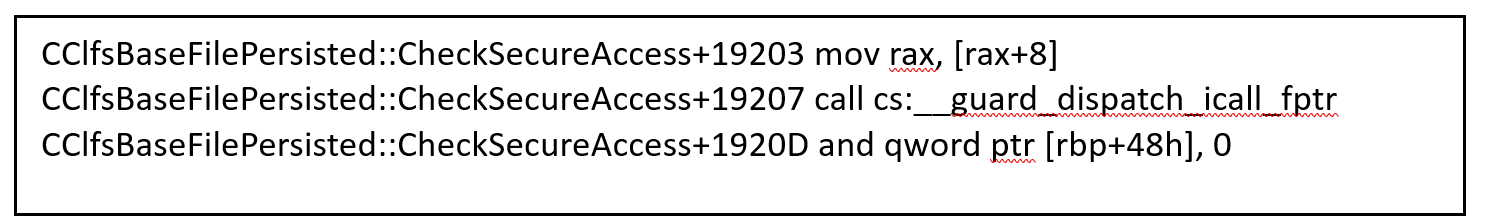 CClfsBaseFilePersisted::CheckSecureAccess+19203 mov rax, [rax+8]
CClfsBaseFilePersisted::CheckSecureAccess+19207 call cs:__guard_dispatch_icall_fptr
CClfsBaseFilePersisted::CheckSecureAccess+1920D and qword ptr [rbp+48h], 0